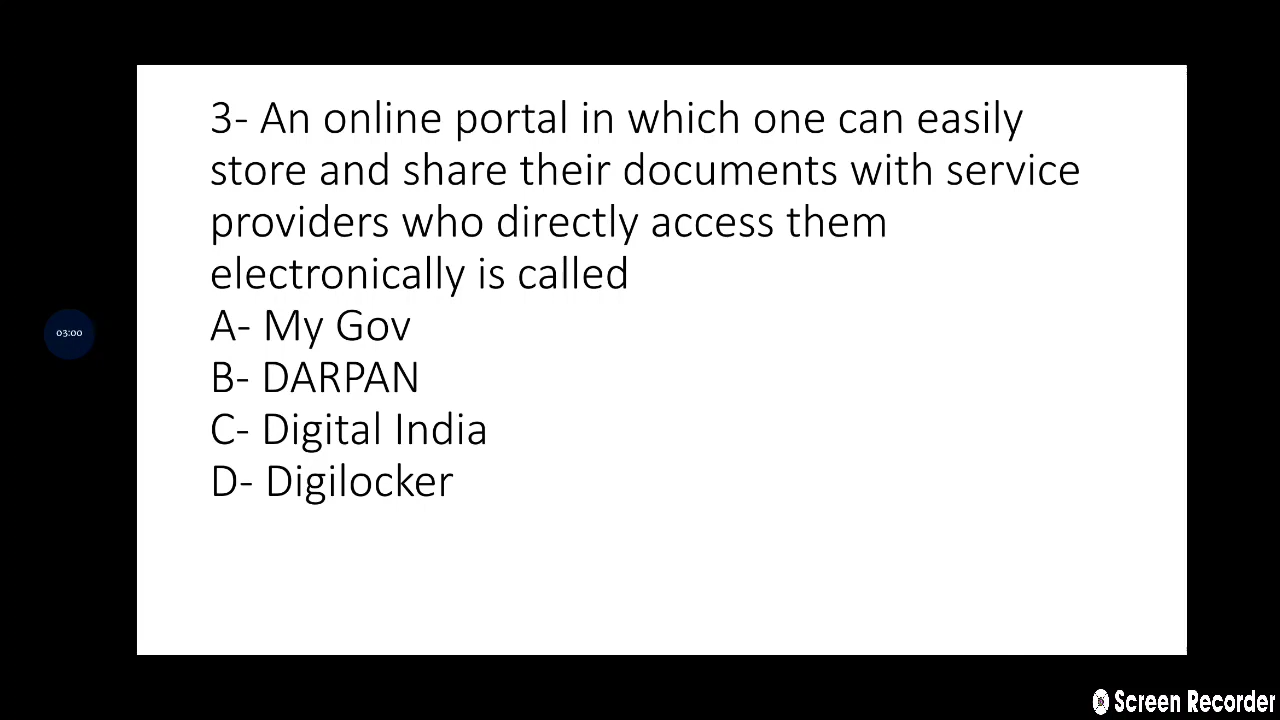 3- An online portal in which one can easily
store and share their documents with service
providers who directly access them
electronically is called
A- My Gov
B- DARPAN
C- Digital India
D- Digilocker
03:00
Screen Recorder